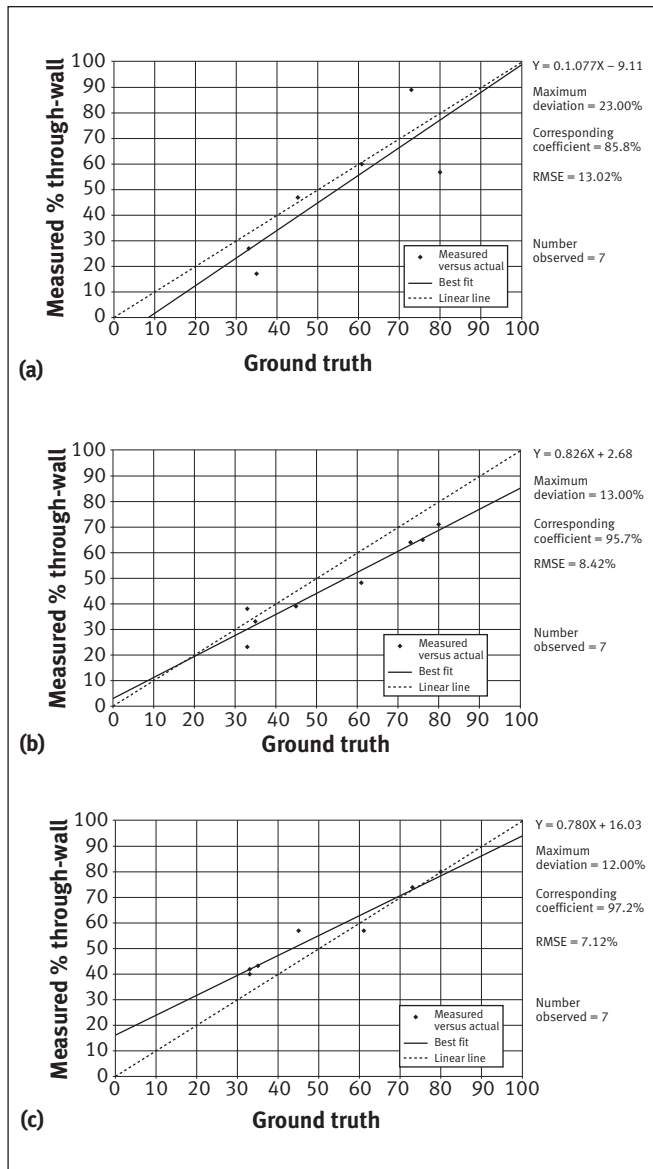 100
90
80
70
60
50
40
30
20
10
0
Measured % through-wall
0 10 20 30 40 50 60 70 80 90 100
Ground truth
(a)
Measured
versus actual
Best fit
Linear line
Y = 0.1.077X – 9.11
Maximum
deviation = 23.00%
Corresponding
coefficient = 85.8%
RMSE = 13.02%
Number
observed = 7
100
90
80
70
60
50
40
30
20
10
0
Measured % through-wall
0 10 20 30 40 50 60 70 80 90 100
Ground truth
(b)
Measured
versus actual
Best fit
Linear line
Y = 0.826X + 2.68
Maximum
deviation = 13.00%
Corresponding
coefficient = 95.7%
RMSE = 8.42%
Number
observed = 7
100
90
80
70
60
50
40
30
20
10
0
Measured % through-wall
0 10 20 30 40 50 60 70 80 90 100
Ground truth
(c)
Measured
versus actual
Best fit
Linear line
Y = 0.780X + 16.03
Maximum
deviation = 12.00%
Corresponding
coefficient = 97.2%
RMSE = 7.12%
Number
observed = 7